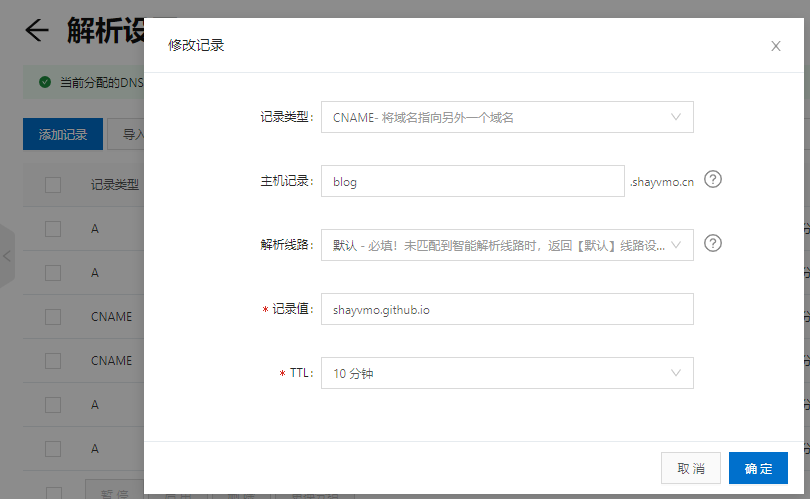 解析设
修改记录
当前分配的DNS
添加记录
导入
记录类型
A
A
CNAME
CNAME
A
A
记录类型: CNAME- 将域名指向另外一个域名
主机记录: blog .shayvmo.cn
解析线路: 默认 - 必填！未匹配到智能解析线路时，返回【默认】线路设...
* 记录值: shayvmo.github.io
* TTL: 10 分钟
取 消
确 定
暂 停